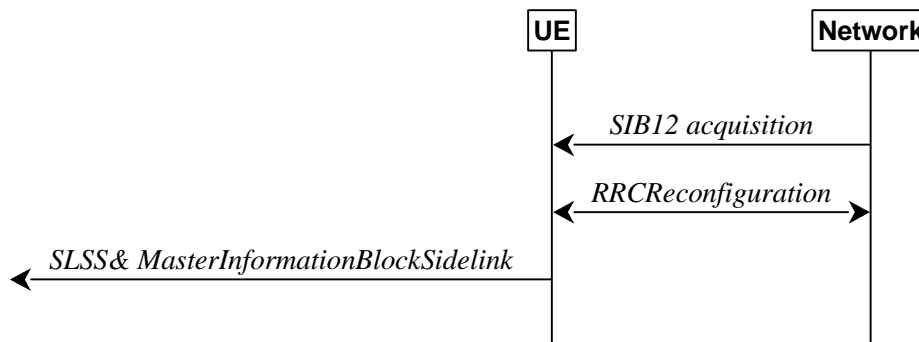 UE
Network
SIB12 acquisition
RRCReconfiguration
SLSS& MasterInformationBlockSidelink